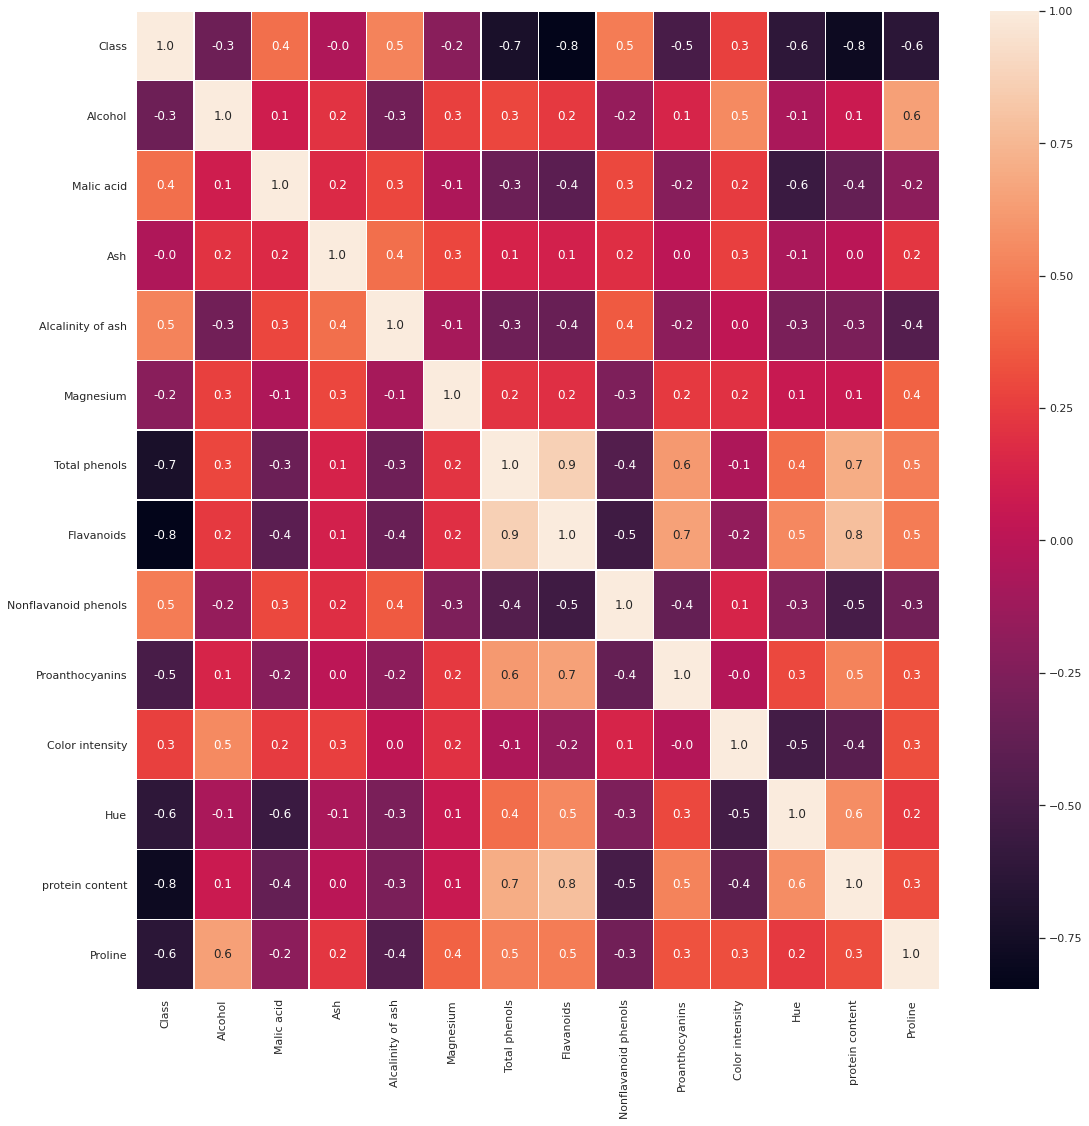 Class 1.0 -0.3 0.4 -0.0 0.5 -0.2 -0.7 -0.8 0.5 -0.5 0.3 -0.6 -0.8 -0.6
Alcohol -0.3 1.0 0.1 0.2 -0.3 0.3 0.3 0.2 -0.2 0.1 0.5 -0.1 0.1 0.6
Malic acid 0.4 0.1 1.0 0.2 0.3 -0.1 -0.3 -0.4 0.3 -0.2 0.2 -0.6 -0.4 -0.2
Ash -0.0 0.2 0.2 1.0 0.4 0.3 0.1 0.1 0.2 0.0 0.3 -0.1 0.0 0.2
Alcalinity of ash 0.5 -0.3 0.3 0.4 1.0 -0.1 -0.3 -0.4 0.4 -0.2 0.0 -0.3 -0.3 -0.4
Magnesium -0.2 0.3 -0.1 0.3 -0.1 1.0 0.2 0.2 -0.3 0.2 0.2 0.1 0.1 0.4
Total phenols -0.7 0.3 -0.3 0.1 -0.3 0.2 1.0 0.9 -0.4 0.6 -0.1 0.4 0.7 0.5
Flavanoids -0.8 0.2 -0.4 0.1 -0.4 0.2 0.9 1.0 -0.5 0.7 -0.2 0.5 0.8 0.5
Nonflavanoid phenols 0.5 -0.2 0.3 0.2 0.4 -0.3 -0.4 -0.5 1.0 -0.4 0.1 -0.3 -0.5 -0.3
Proanthocyanins -0.5 0.1 -0.2 0.0 -0.2 0.2 0.6 0.7 -0.4 1.0 -0.0 0.3 0.5 0.3
Color intensity 0.3 0.5 0.2 0.3 0.0 0.2 -0.1 -0.2 0.1 -0.0 1.0 -0.5 -0.4 0.3
Hue -0.6 -0.1 -0.6 -0.1 -0.3 0.1 0.4 0.5 -0.3 0.3 -0.5 1.0 0.6 0.2
protein content -0.8 0.1 -0.4 0.0 -0.3 0.1 0.7 0.8 -0.5 0.5 -0.4 0.6 1.0 0.3
Proline -0.6 0.6 -0.2 0.2 -0.4 0.4 0.5 0.5 -0.3 0.3 0.3 0.2 0.3 1.0
Class
Alcohol
Malic acid
Ash
Alcalinity of ash
Magnesium
Total phenols
Flavanoids
Nonflavanoid phenols
Proanthocyanins
Color intensity
Hue
protein content
Proline
1.00
0.75
0.50
0.25
0.00
−0.25
−0.50
−0.75